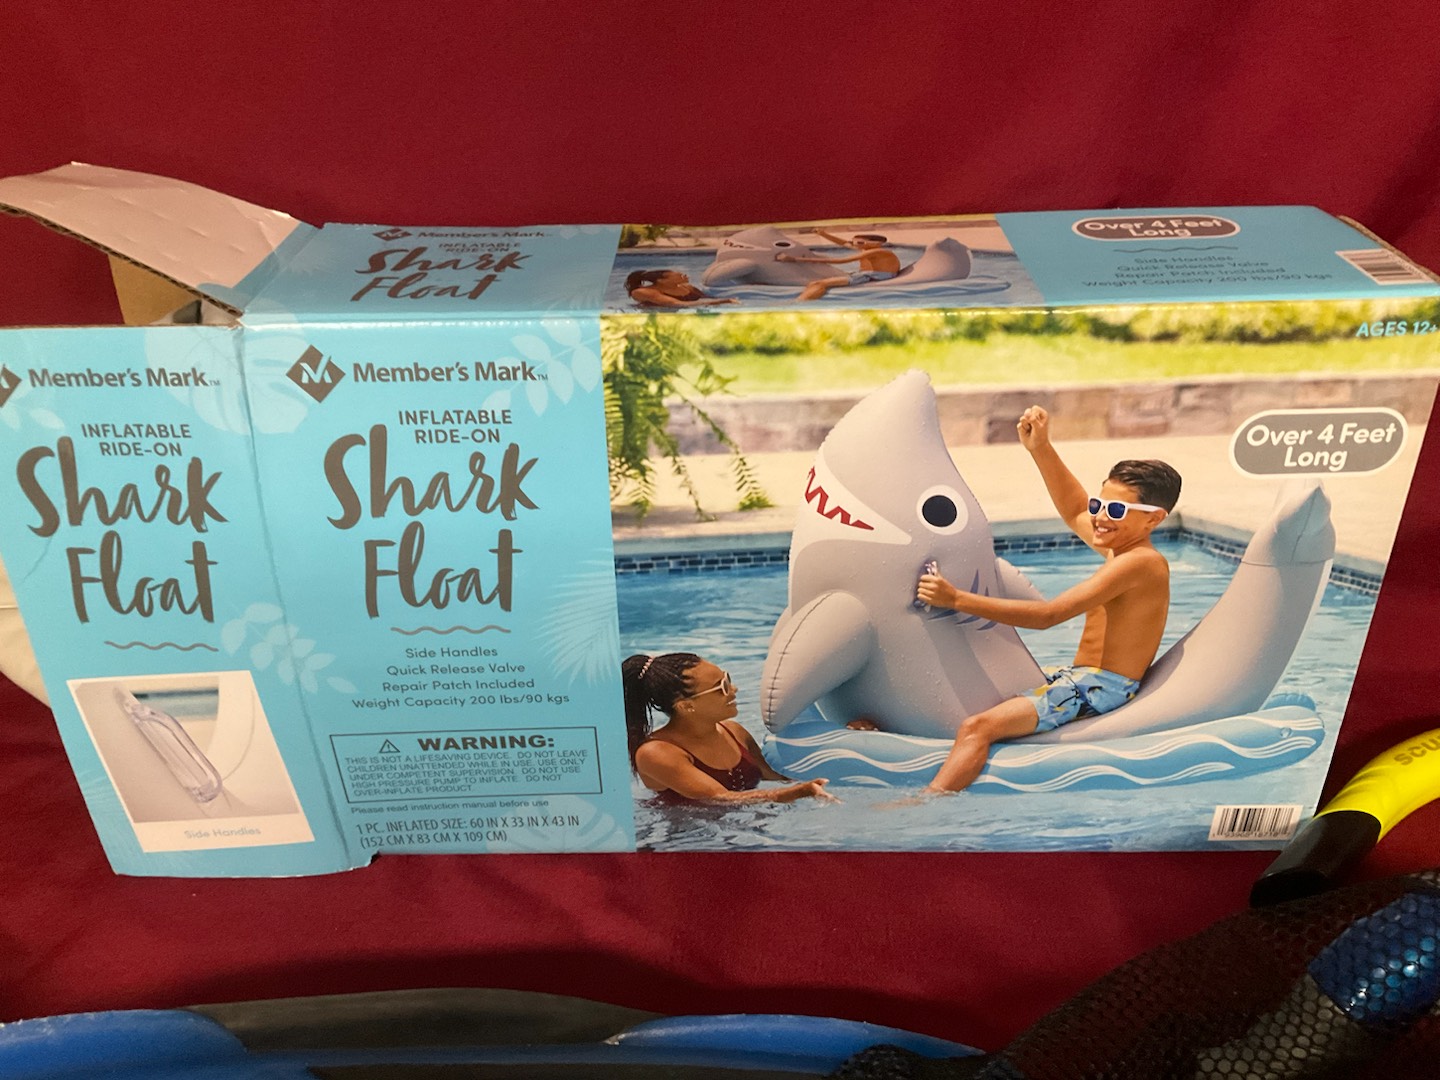 Member's Mark™
INFLATABLE
RIDE-ON
Shark
Float
Over 4 Feet
Long
Side Handles
Quick Release Valve
Repair Patch Included
Weight Capacity 200 lbs/90 kgs
Member's Mark™
INFLATABLE
RIDE-ON
Shark
Float
Side Handles
Member's Mark™
INFLATABLE
RIDE-ON
Shark
Float
Side Handles
Quick Release Valve
Repair Patch Included
Weight Capacity 200 lbs/90 kgs
WARNING:
THIS IS NOT A LIFESAVING DEVICE. DO NOT LEAVE
CHILDREN UNATTENDED WHILE IN USE. USE ONLY
UNDER COMPETENT SUPERVISION. DO NOT USE
HIGH PRESSURE PUMP TO INFLATE. DO NOT
OVER-INFLATE PRODUCT.
Please read instruction manual before use
1 PC. INFLATED SIZE: 60 IN X 33 IN X 43 IN
(152 CM X 83 CM X 109 CM)
AGES 12+
Over 4 Feet
Long